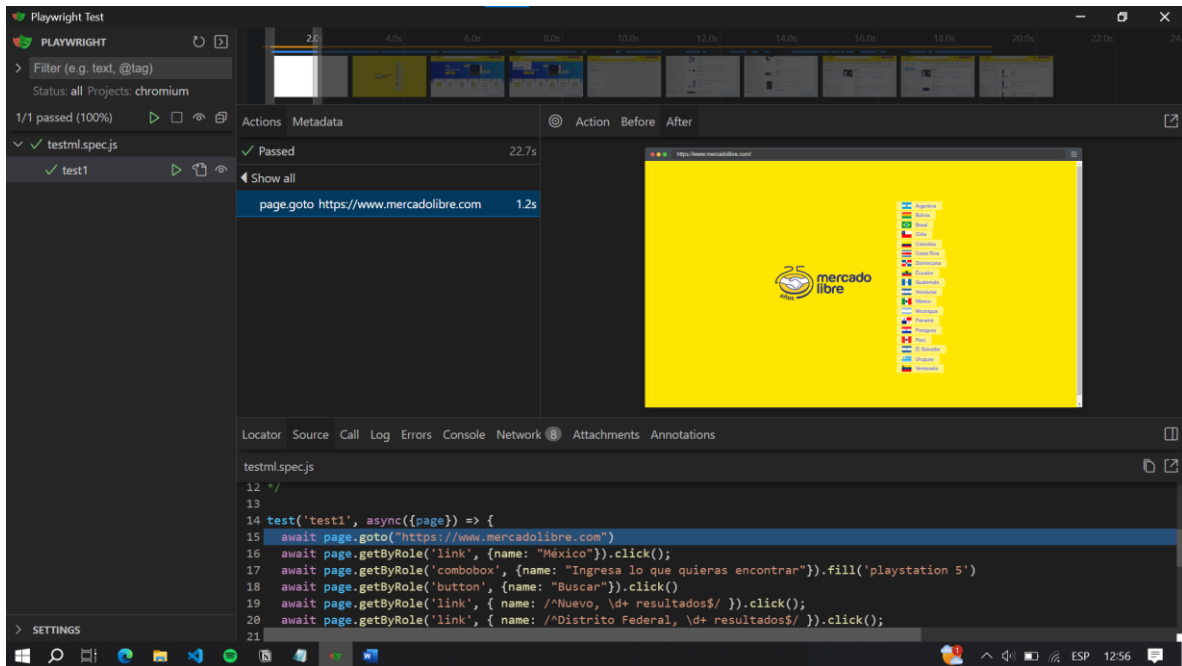 Playwright Test
PLAYWRIGHT
Filter (e.g. text, @tag)
Status: all Projects: chromium
1/1 passed (100%)
testml.spec.js
test1
SETTINGS
2.0s 4.0s 6.0s 8.0s 10.0s 12.0s 14.0s 16.0s 18.0s 20.0s 22.0s 24
Actions Metadata
Passed 22.7s
Show all
page.goto https://www.mercadolibre.com 1.2s
Action Before After
https://www.mercadolibre.com/
25
años
mercado
libre
Argentina
Bolivia
Brasil
Chile
Colombia
Costa Rica
Dominicana
Ecuador
Guatemala
Honduras
México
Nicaragua
Panamá
Paraguay
Perú
El Salvador
Uruguay
Venezuela
Locator Source Call Log Errors Console Network 8 Attachments Annotations
testml.spec.js
12 */
13
14 test('test1', async({page}) => {
15 await page.goto("https://www.mercadolibre.com")
16 await page.getByRole('link', {name: "México"}).click();
17 await page.getByRole('combobox', {name: "Ingresa lo que quieras encontrar"}).fill('playstation 5')
18 await page.getByRole('button', {name: "Buscar"}).click()
19 await page.getByRole('link', { name: /^Nuevo, \d+ resultados$/ }).click();
20 await page.getByRole('link', { name: /^Distrito Federal, \d+ resultados$/ }).click();
21
1
ESP 12:56